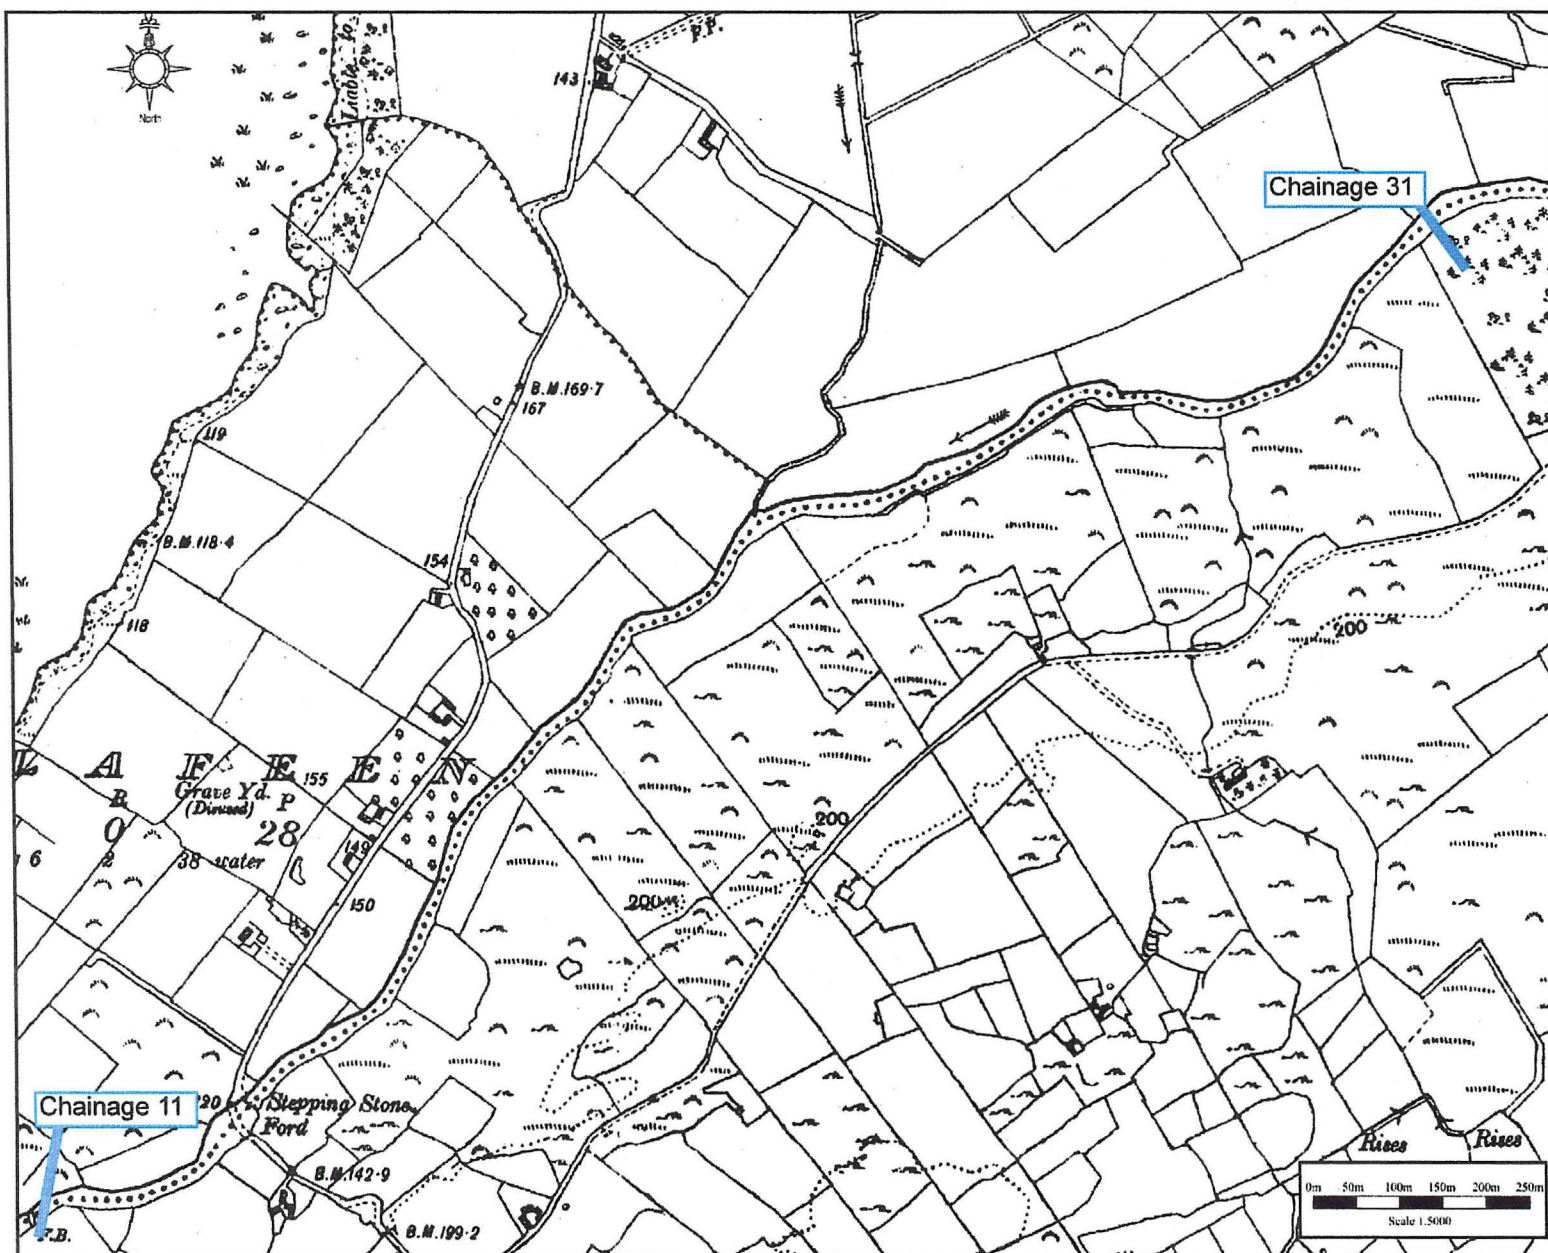 Liable to
F.P.
143
North
Chainage 31
B.M.169·7
167
119
B.M.118·4
154
118
200
L A F E E N
155
Grave Yd.
(Disused)
R.
P
O
28
6
2
38 water
149
200
200
150
Chainage 11
120
Stepping Stone
Ford
B.M.142·9
Rises
Rises
F.B.
B.M.199·2
0m 50m 100m 150m 200m 250m
Scale 1.5000